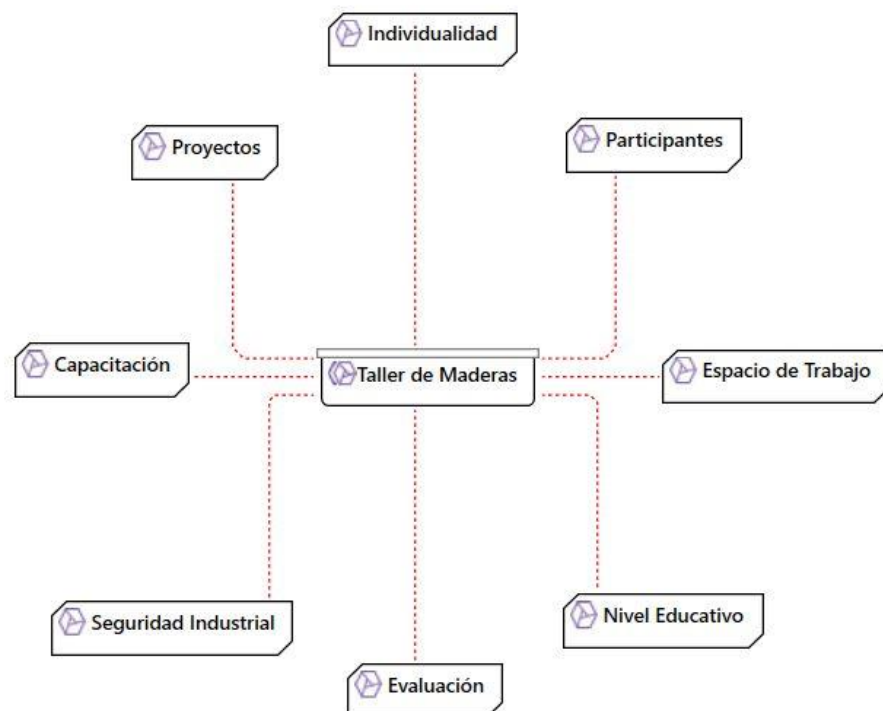 Individualidad
Proyectos
Participantes
Capacitación
Taller de Maderas
Espacio de Trabajo
Seguridad Industrial
Nivel Educativo
Evaluación